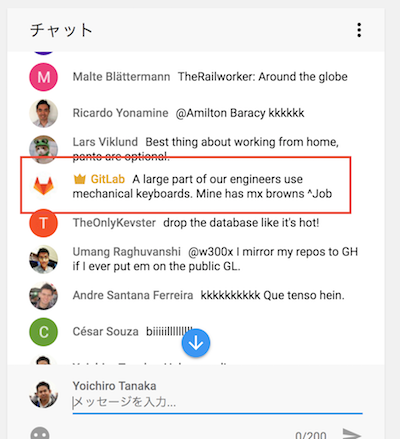 チャット
M Malte Blättermann TheRailworker: Around the globe
Ricardo Yonamine @Amilton Baracy kkkkkk
Lars Viklund Best thing about working from home,
pants are optional.
GitLab A large part of our engineers use
mechanical keyboards. Mine has mx browns ^Job
T TheOnlyKevster drop the database like it's hot!
Umang Raghuvanshi @w300x I mirror my repos to GH
if I ever put em on the public GL.
Andre Santana Ferreira kkkkkkkkkk Que tenso hein.
C César Souza
Yoichiro Tanaka
メッセージを入力...
0/200